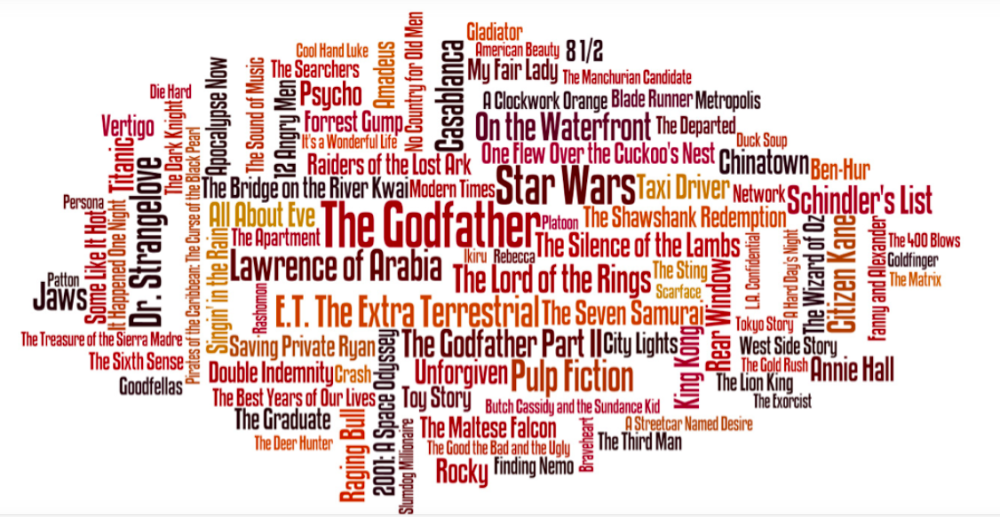 Gladiator
Cool Hand Luke
American Beauty
8 1/2
The Searchers
Amadeus
No Country for Old Men
Casablanca
My Fair Lady
The Manchurian Candidate
Die Hard
Apocalypse Now
The Sound of Music
12 Angry Men
Psycho
A Clockwork Orange
Blade Runner
Metropolis
Vertigo
The Dark Knight
Forrest Gump
On the Waterfront
The Departed
It's a Wonderful Life
Duck Soup
Titanic
Raiders of the Lost Ark
One Flew Over the Cuckoo's Nest
Chinatown
Ben-Hur
Dr. Strangelove
Pirates of the Caribbean: The Curse of the Black Pearl
The Bridge on the River Kwai
Modern Times
Star Wars
Taxi Driver
Network
Schindler's List
Persona
Some Like It Hot
It Happened One Night
All About Eve
The Godfather
Platoon
The Shawshank Redemption
Singin' in the Rain
The Apartment
The Silence of the Lambs
L.A. Confidential
A Hard Day's Night
The Wizard of Oz
Citizen Kane
Fanny and Alexander
The 400 Blows
Lawrence of Arabia
Ikiru
Rebecca
Goldfinger
Patton
The Lord of the Rings
The Sting
The Matrix
Jaws
Rashomon
Scarface
Rear Window
E.T. The Extra Terrestrial
The Seven Samurai
Tokyo Story
The Treasure of the Sierra Madre
Saving Private Ryan
The Godfather Part II
City Lights
King Kong
West Side Story
The Sixth Sense
Double Indemnity
Crash
2001: A Space Odyssey
Unforgiven
Pulp Fiction
The Gold Rush
Annie Hall
Goodfellas
The Lion King
The Best Years of Our Lives
Toy Story
Butch Cassidy and the Sundance Kid
The Exorcist
The Graduate
Raging Bull
Slumdog Millionaire
The Maltese Falcon
Braveheart
A Streetcar Named Desire
The Deer Hunter
The Good the Bad and the Ugly
The Third Man
Rocky
Finding Nemo